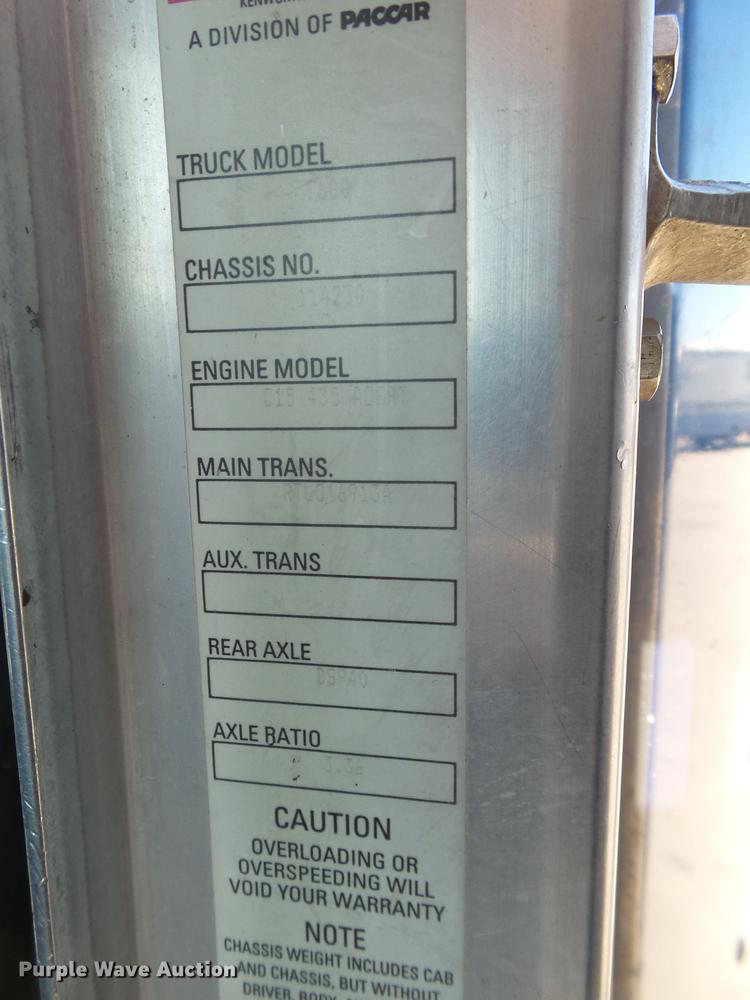 A DIVISION OF PACCAR
TRUCK MODEL
CHASSIS NO.
114230
ENGINE MODEL
C15 435 ACERT
MAIN TRANS.
RTLO16913A
AUX. TRANS
REAR AXLE
DSP40
AXLE RATIO
3.36
CAUTION
OVERLOADING OR
OVERSPEEDING WILL
VOID YOUR WARRANTY
NOTE
CHASSIS WEIGHT INCLUDES CAB
AND CHASSIS, BUT WITHOUT
DRIVER, BODY,
Purple Wave Auction